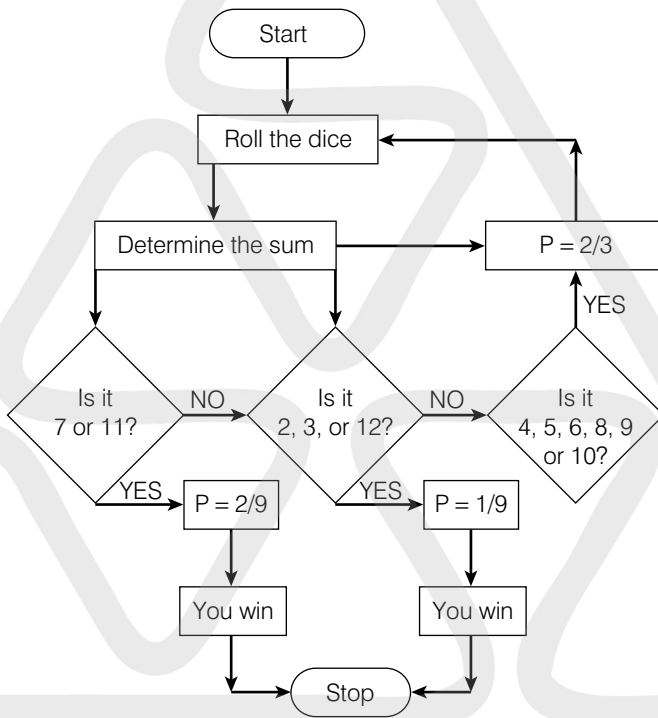 Start
Roll the dice
Determine the sum
P = 2/3
YES
Is it
7 or 11?
NO
Is it
2, 3, or 12?
NO
Is it
4, 5, 6, 8, 9
or 10?
YES
P = 2/9
YES
P = 1/9
You win
You win
Stop